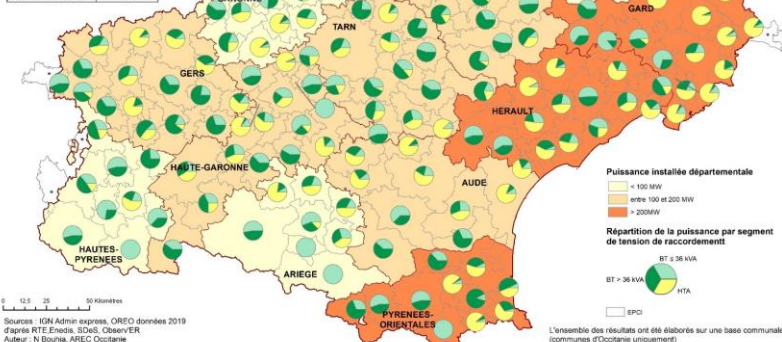 GARD
TARN
GERS
HERAULT
HAUTE-GARONNE
AUDE
HAUTES-
PYRENEES
ARIEGE
PYRENEES-
ORIENTALES
Puissance installée départementale
< 100 MW
entre 100 et 200 MW
> 200MW
Répartition de la puissance par segment
de tension de raccordementt
BT ≤ 36 kVA
BT > 36 kVA
HTA
EPCI
0 12,5 25 50 Kilomètres
Sources : IGN Admin express, OREO données 2019
d'après RTE,Enedis, SDeS, Observ'ER
Auteur : N Bouhia, AREC Occitanie
L'ensemble des résultats ont été élaborés sur une base communale
(communes d'Occitanie uniquement)